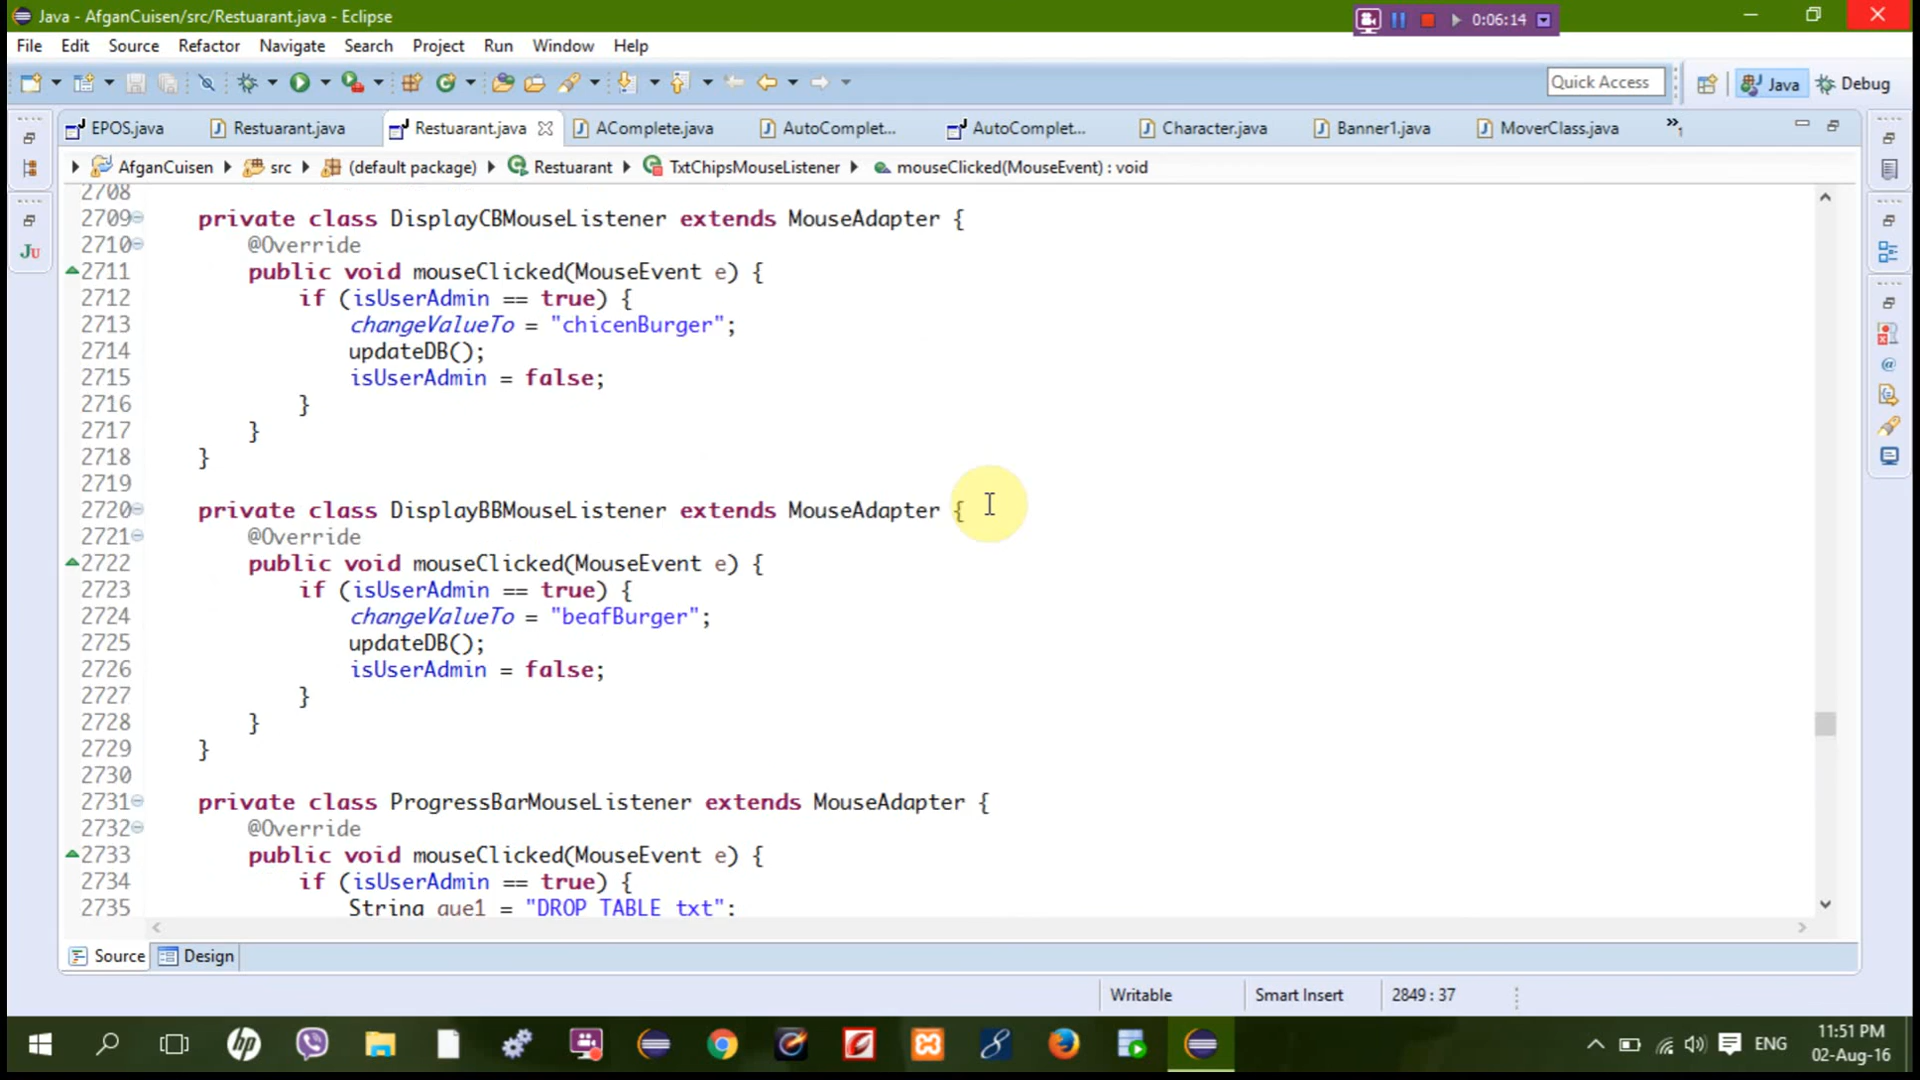 Java - AfganCuisen/src/Restuarant.java - Eclipse
0:06:14
File Edit Source Refactor Navigate Search Project Run Window Help
Quick Access
Java
Debug
EPOS.java
Restuarant.java
Restuarant.java
AComplete.java
AutoComplet...
AutoComplet...
Character.java
Banner1.java
MoverClass.java
»1
AfganCuisen
src
(default package)
Restuarant
TxtChipsMouseListener
mouseClicked(MouseEvent) : void
2708
2709 private class DisplayCBMouseListener extends MouseAdapter {
2710 @Override
2711 public void mouseClicked(MouseEvent e) {
2712 if (isUserAdmin == true) {
2713 changeValueTo = "chicenBurger";
2714 updateDB();
2715 isUserAdmin = false;
2716 }
2717 }
2718 }
2719
2720 private class DisplayBBMouseListener extends MouseAdapter {
2721 @Override
2722 public void mouseClicked(MouseEvent e) {
2723 if (isUserAdmin == true) {
2724 changeValueTo = "beafBurger";
2725 updateDB();
2726 isUserAdmin = false;
2727 }
2728 }
2729 }
2730
2731 private class ProgressBarMouseListener extends MouseAdapter {
2732 @Override
2733 public void mouseClicked(MouseEvent e) {
2734 if (isUserAdmin == true) {
2735 String que1 = "DROP TABLE txt";
Source
Design
Writable
Smart Insert
2849 : 37
ENG
11:51 PM
02-Aug-16